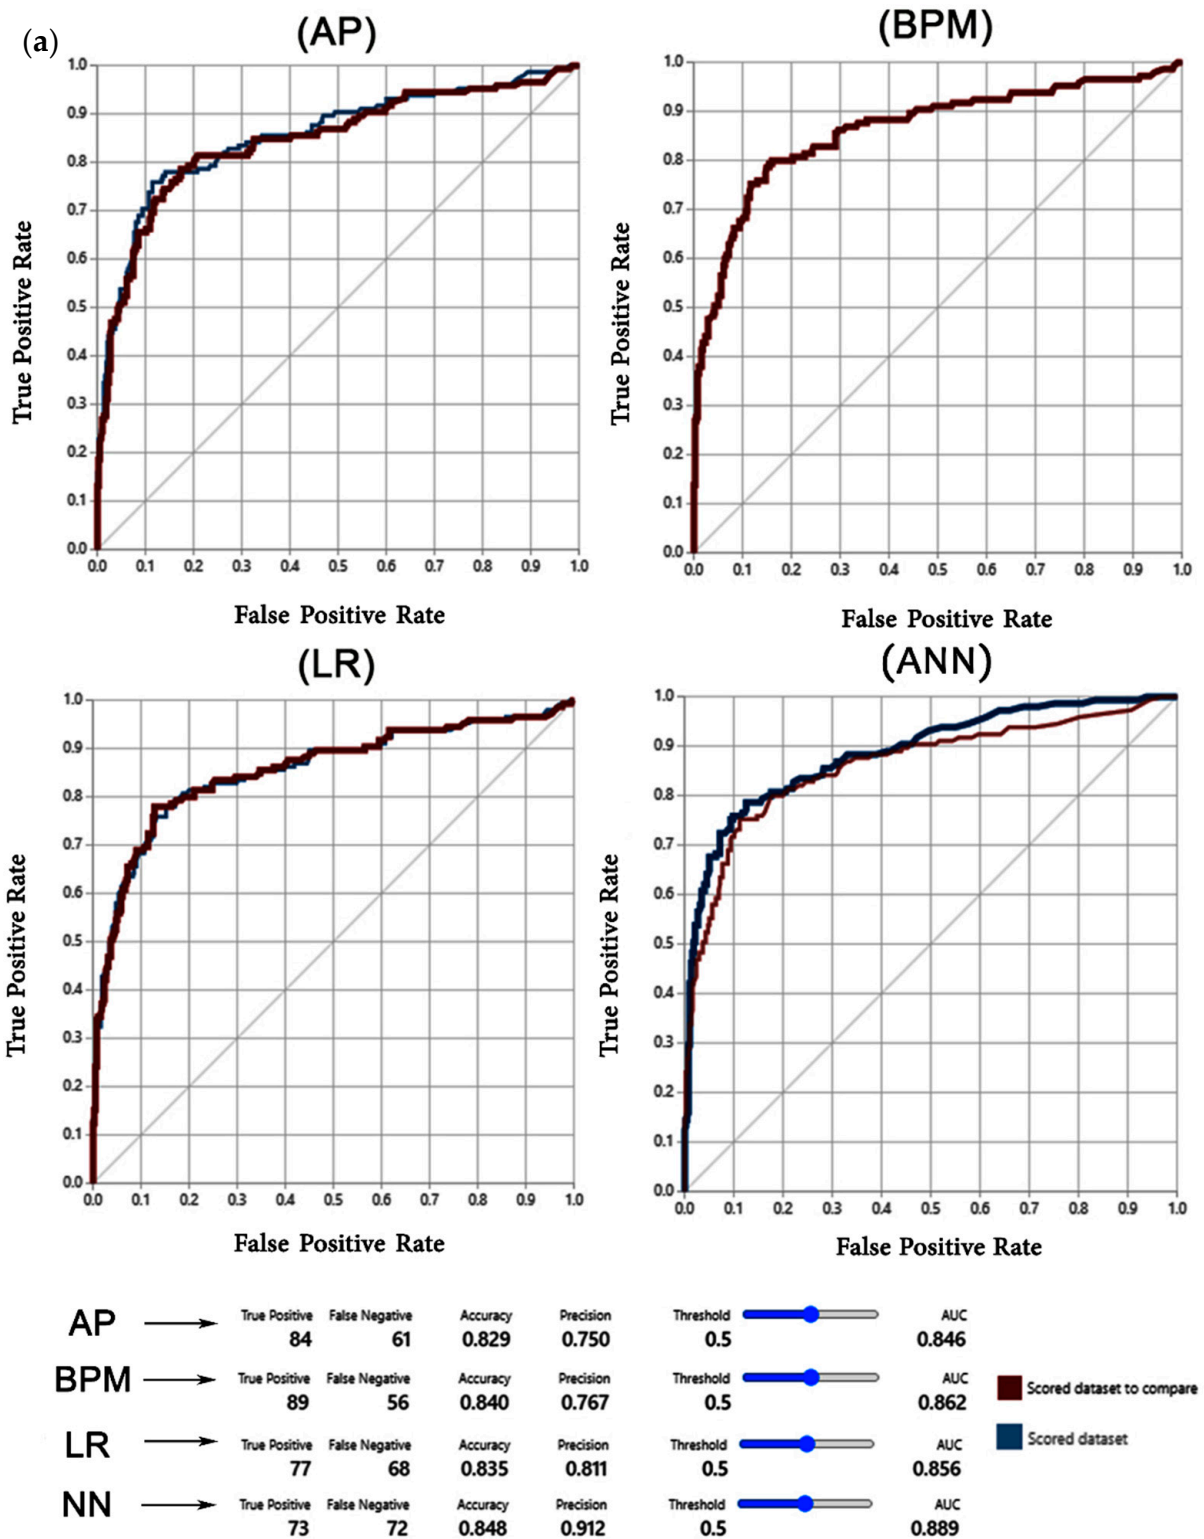 (a)
(AP)
1.0
0.9
0.8
0.7
0.6
0.5
0.4
0.3
0.2
0.1
0.0
True Positive Rate
0.0 0.1 0.2 0.3 0.4 0.5 0.6 0.7 0.8 0.9 1.0
False Positive Rate
(BPM)
1.0
0.9
0.8
0.7
0.6
0.5
0.4
0.3
0.2
0.1
0.0
True Positive Rate
0.0 0.1 0.2 0.3 0.4 0.5 0.6 0.7 0.8 0.9 1.0
False Positive Rate
(LR)
1.0
0.9
0.8
0.7
0.6
0.5
0.4
0.3
0.2
0.1
0.0
True Positive Rate
0.0 0.1 0.2 0.3 0.4 0.5 0.6 0.7 0.8 0.9 1.0
False Positive Rate
(ANN)
1.0
0.9
0.8
0.7
0.6
0.5
0.4
0.3
0.2
0.1
0.0
True Positive Rate
0.0 0.1 0.2 0.3 0.4 0.5 0.6 0.7 0.8 0.9 1.0
False Positive Rate
AP
True Positive False Negative Accuracy Precision Threshold AUC
84 61 0.829 0.750 0.5 0.846
BPM
True Positive False Negative Accuracy Precision Threshold AUC
89 56 0.840 0.767 0.5 0.862
LR
True Positive False Negative Accuracy Precision Threshold AUC
77 68 0.835 0.811 0.5 0.856
NN
True Positive False Negative Accuracy Precision Threshold AUC
73 72 0.848 0.912 0.5 0.889
Scored dataset to compare
Scored dataset